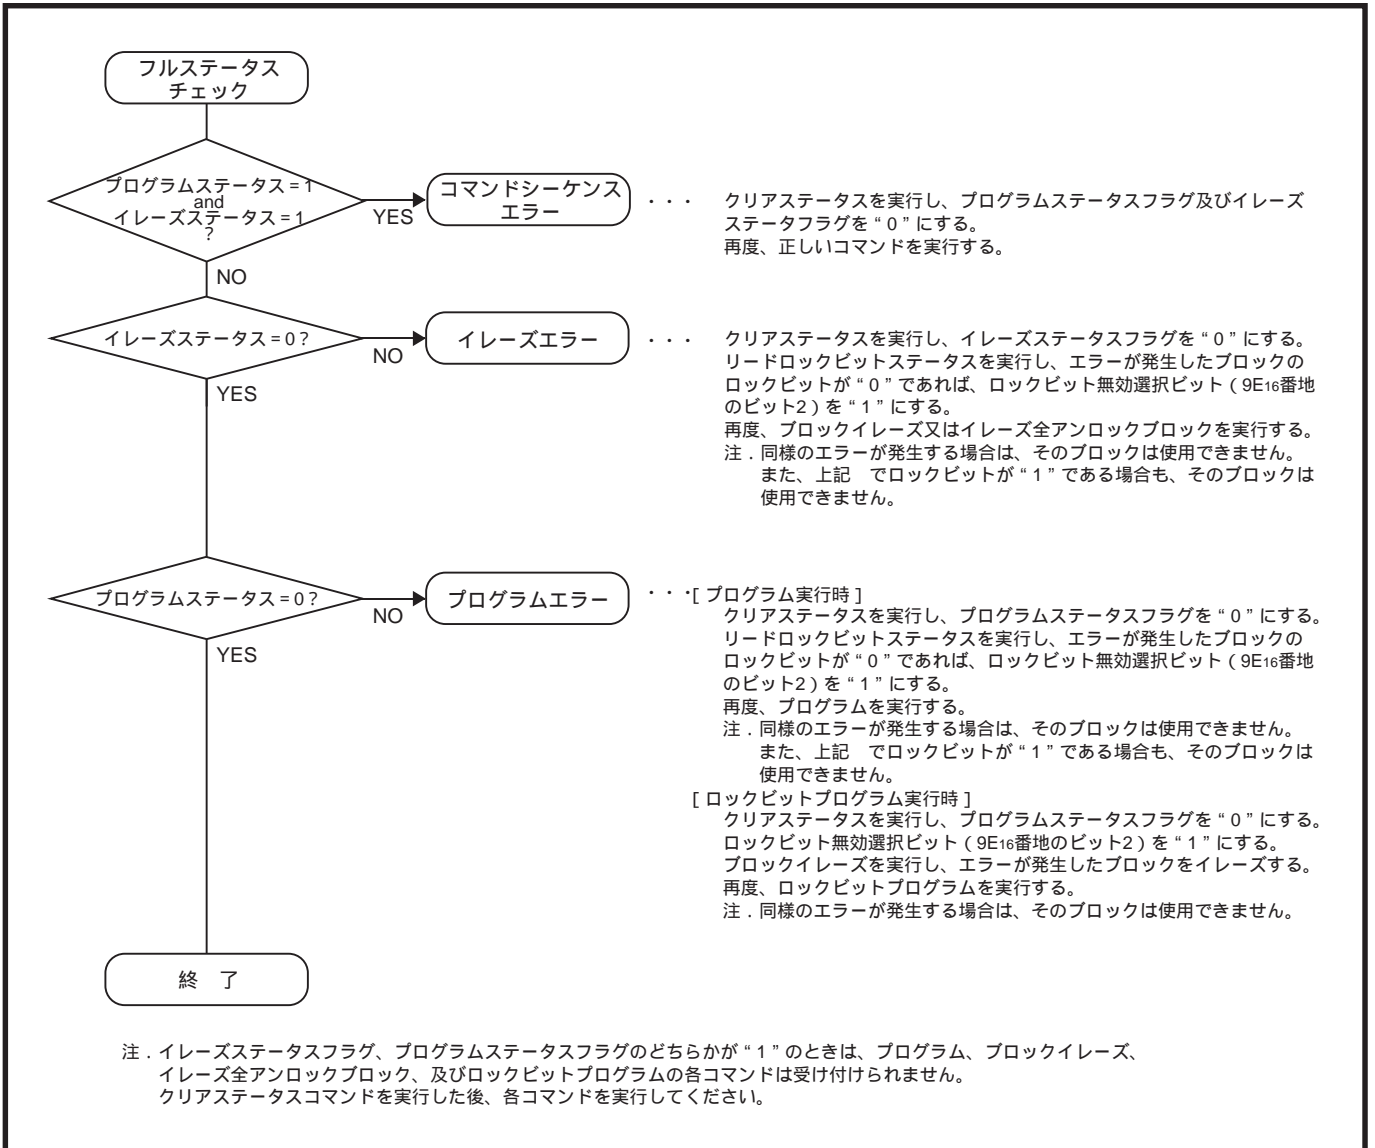 フルステータス
チェック
プログラムステータス = 1
and
イレーズステータス = 1
?
YES
コマンドシーケンス
エラー
・・・
クリアステータスを実行し、プログラムステータスフラグ及びイレーズ
ステータフラグを“0”にする。
再度、正しいコマンドを実行する。
NO
イレーズステータス = 0?
NO
イレーズエラー
・・・
クリアステータスを実行し、イレーズステータスフラグを“0”にする。
リードロックビットステータスを実行し、エラーが発生したブロックの
ロックビットが“0”であれば、ロックビット無効選択ビット(9E16番地
のビット2)を“1”にする。
再度、ブロックイレーズ又はイレーズ全アンロックブロックを実行する。
注.同様のエラーが発生する場合は、そのブロックは使用できません。
また、上記 でロックビットが“1”である場合も、そのブロックは
使用できません。
YES
プログラムステータス = 0?
NO
プログラムエラー
・・・[ プログラム実行時 ]
クリアステータスを実行し、プログラムステータスフラグを“0”にする。
リードロックビットステータスを実行し、エラーが発生したブロックの
ロックビットが“0”であれば、ロックビット無効選択ビット(9E16番地
のビット2)を“1”にする。
再度、プログラムを実行する。
注.同様のエラーが発生する場合は、そのブロックは使用できません。
また、上記 でロックビットが“1”である場合も、そのブロックは
使用できません。
[ ロックビットプログラム実行時 ]
クリアステータスを実行し、プログラムステータスフラグを“0”にする。
ロックビット無効選択ビット(9E16番地のビット2)を“1”にする。
ブロックイレーズを実行し、エラーが発生したブロックをイレーズする。
再度、ロックビットプログラムを実行する。
注.同様のエラーが発生する場合は、そのブロックは使用できません。
YES
終 了
注.イレーズステータスフラグ、プログラムステータスフラグのどちらかが“1”のときは、プログラム、ブロックイレーズ、
イレーズ全アンロックブロック、及びロックビットプログラムの各コマンドは受け付けられません。
クリアステータスコマンドを実行した後、各コマンドを実行してください。